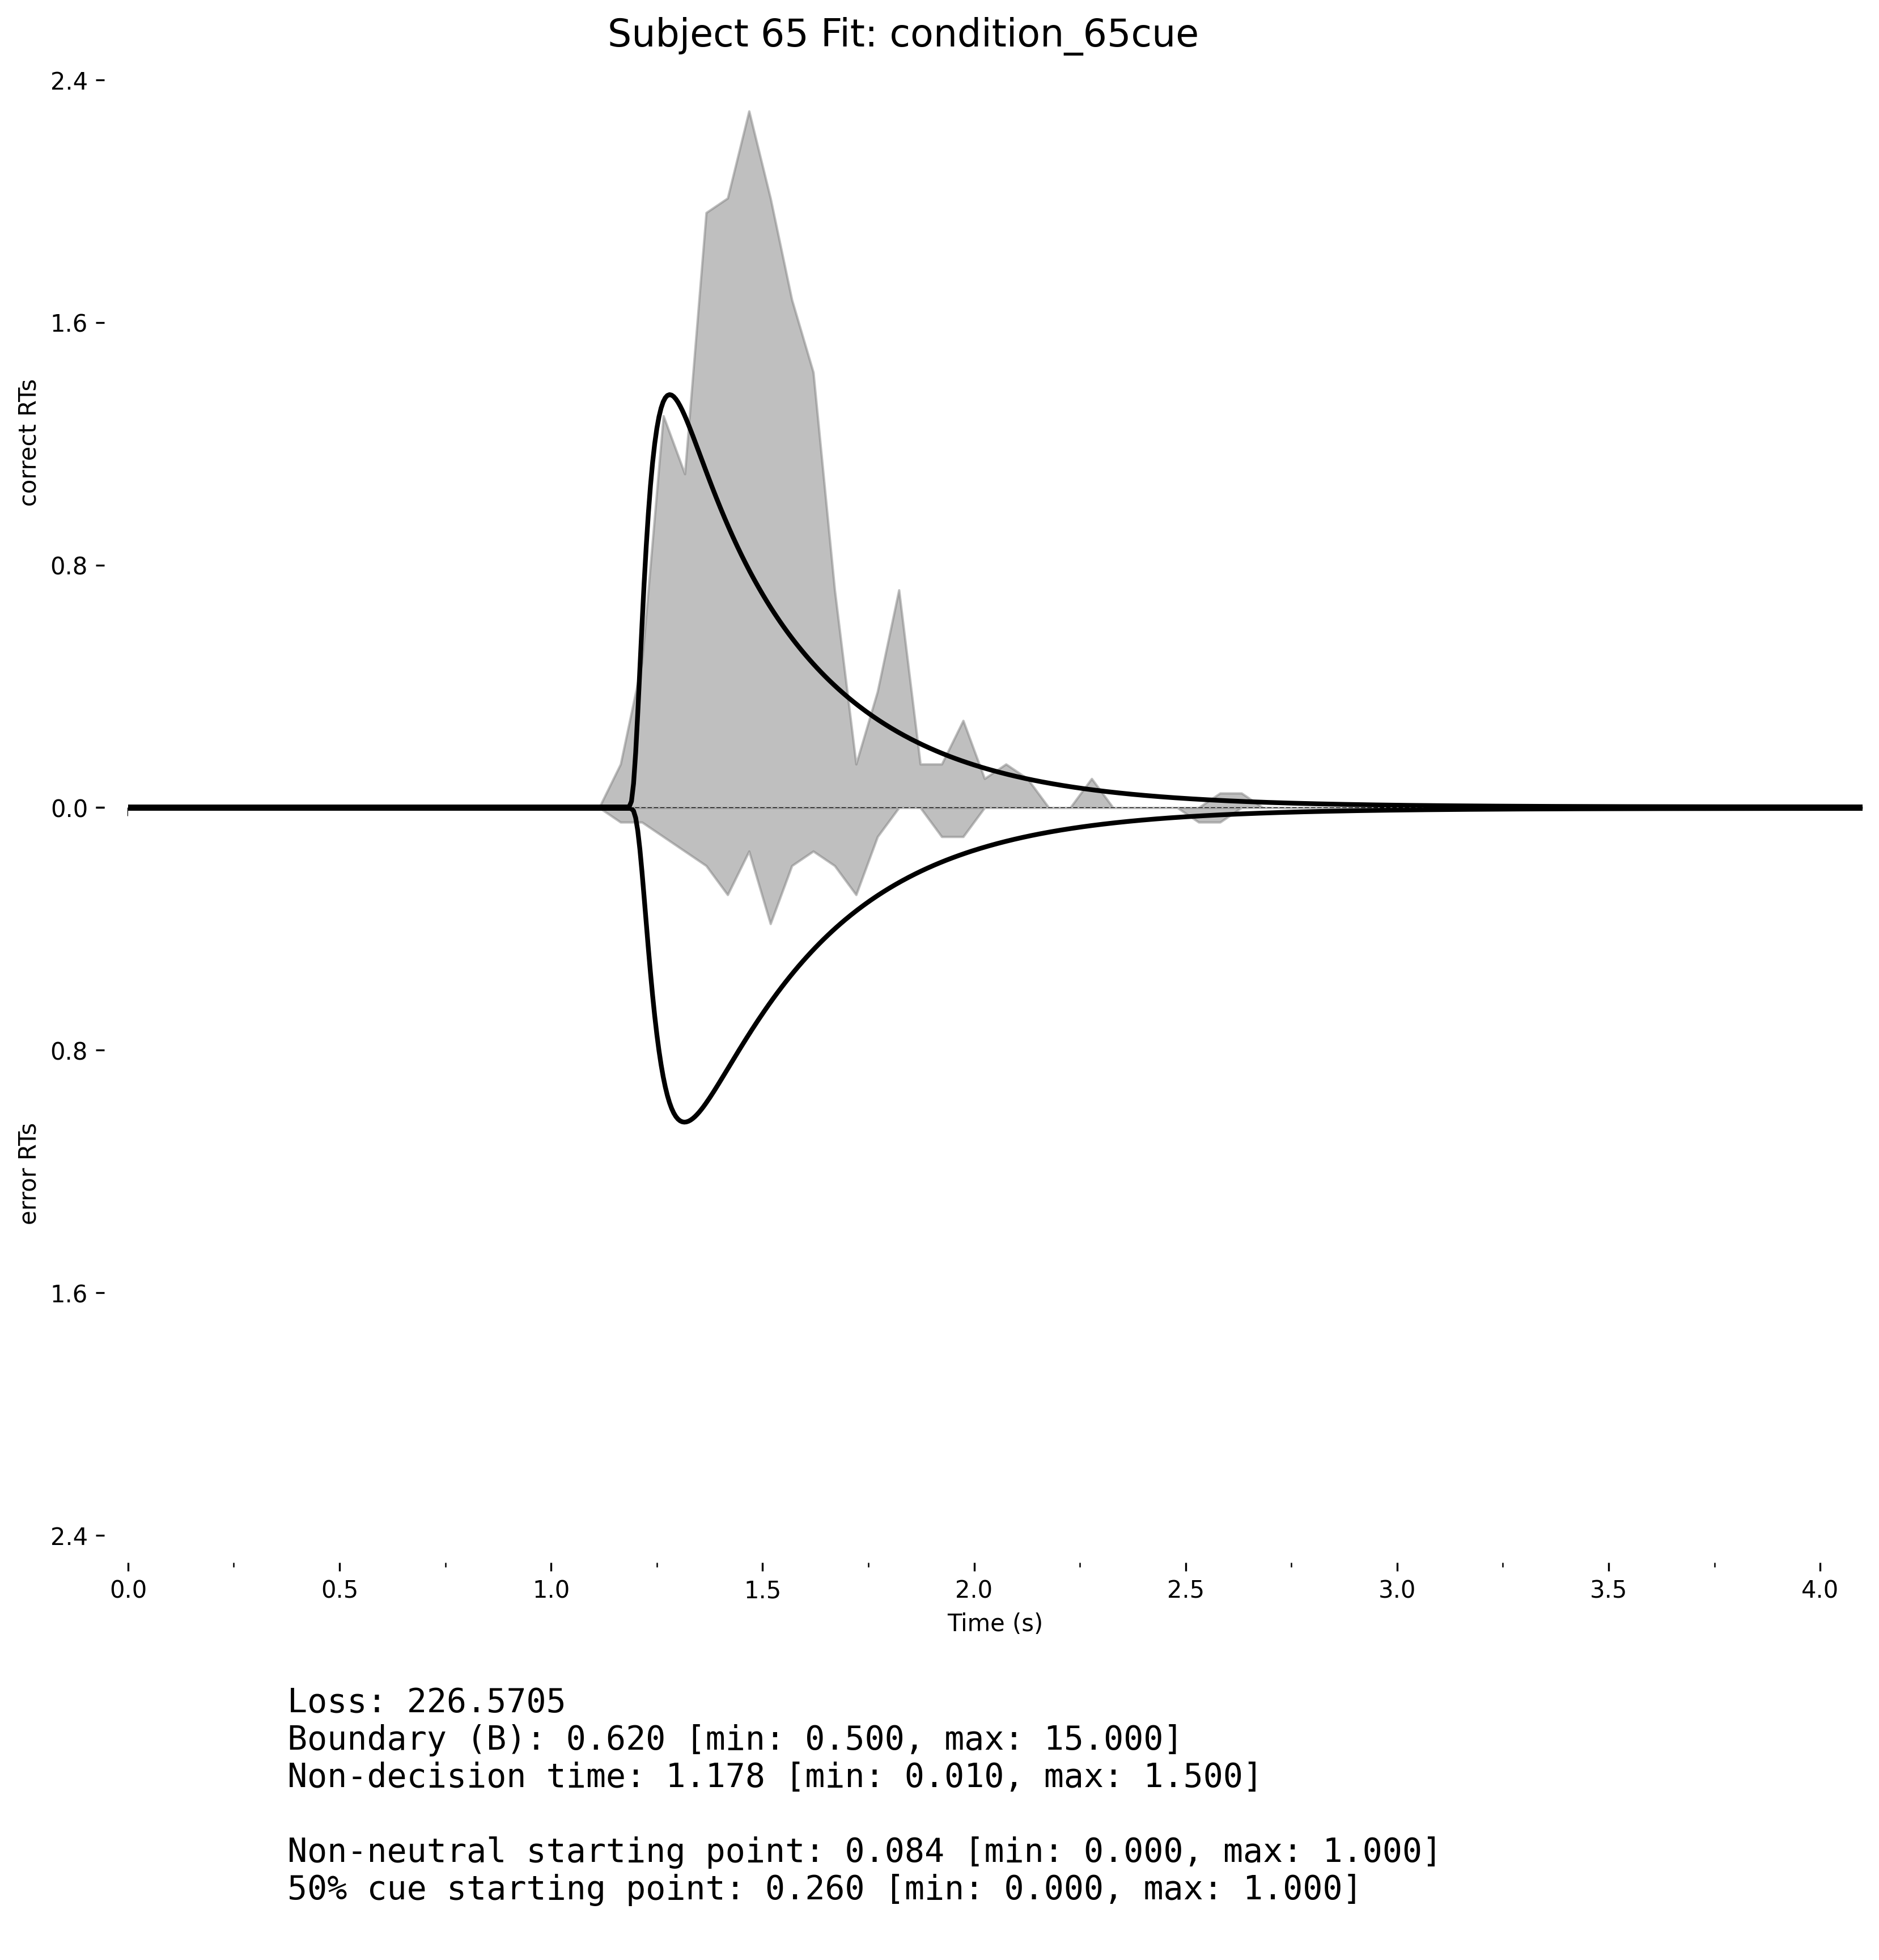 Subject 65 Fit: condition_65cue
2.4
1.6
correct RTs
0.8
0.0
0.8
error RTs
1.6
2.4
0.0 0.5 1.0 1.5 2.0 2.5 3.0 3.5 4.0
Time (s)
Loss: 226.5705
Boundary (B): 0.620 [min: 0.500, max: 15.000]
Non-decision time: 1.178 [min: 0.010, max: 1.500]
Non-neutral starting point: 0.084 [min: 0.000, max: 1.000]
50% cue starting point: 0.260 [min: 0.000, max: 1.000]